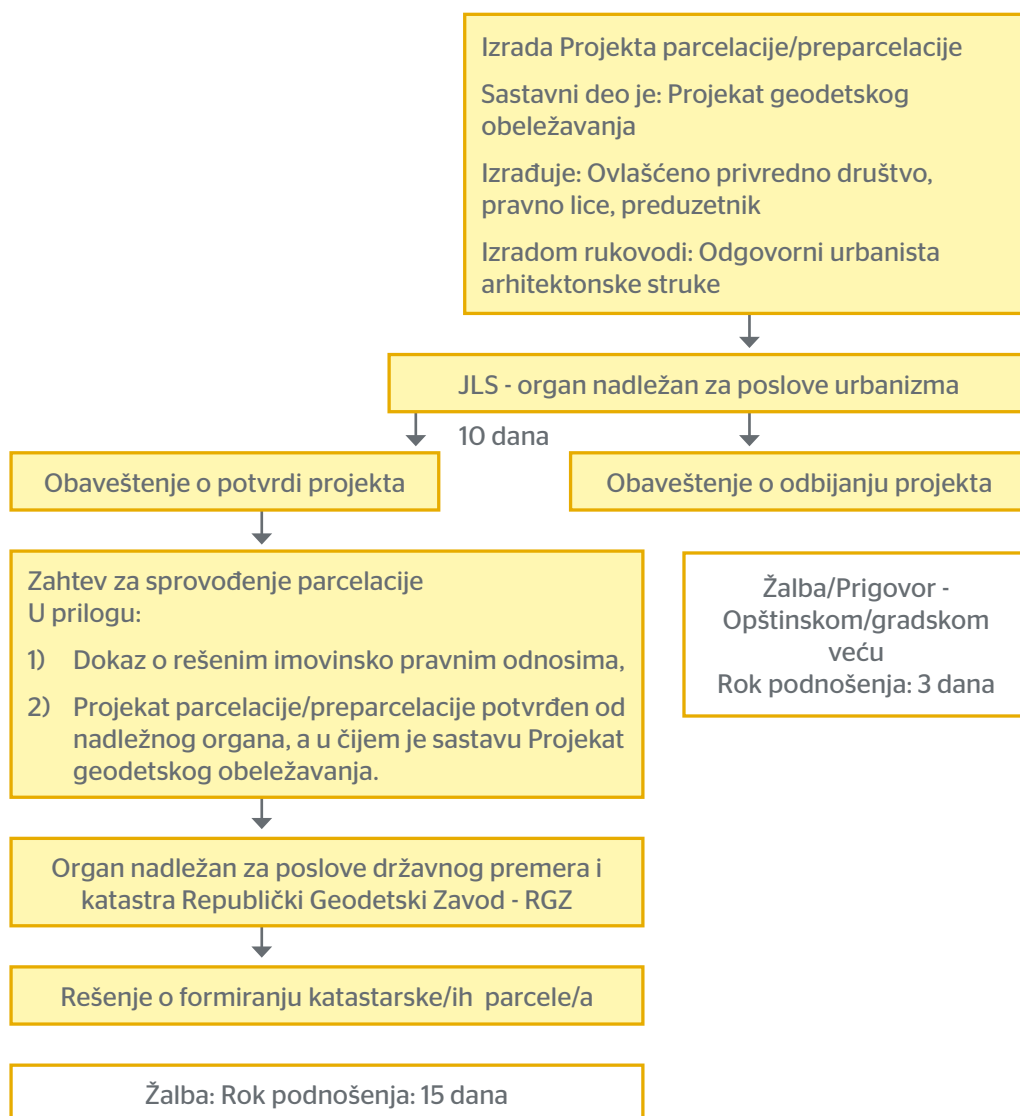 Izrada Projekta parcelacije/preparcelacije
Sastavni deo je: Projekat geodetskog
obeležavanja
Izrađuje: Ovlašćeno privredno društvo,
pravno lice, preduzetnik
Izradom rukovodi: Odgovorni urbanista
arhitektonske struke
JLS - organ nadležan za poslove urbanizma
10 dana
Obaveštenje o potvrdi projekta
Obaveštenje o odbijanju projekta
Zahtev za sprovođenje parcelacije
U prilogu:
1) Dokaz o rešenim imovinsko pravnim odnosima,
2) Projekat parcelacije/preparcelacije potvrđen od
nadležnog organa, a u čijem je sastavu Projekat
geodetskog obeležavanja.
Žalba/Prigovor -
Opštinskom/gradskom
veću
Rok podnošenja: 3 dana
Organ nadležan za poslove državnog premera i
katastra Republički Geodetski Zavod - RGZ
Rešenje o formiranju katastarske/ih parcele/a
Žalba: Rok podnošenja: 15 dana